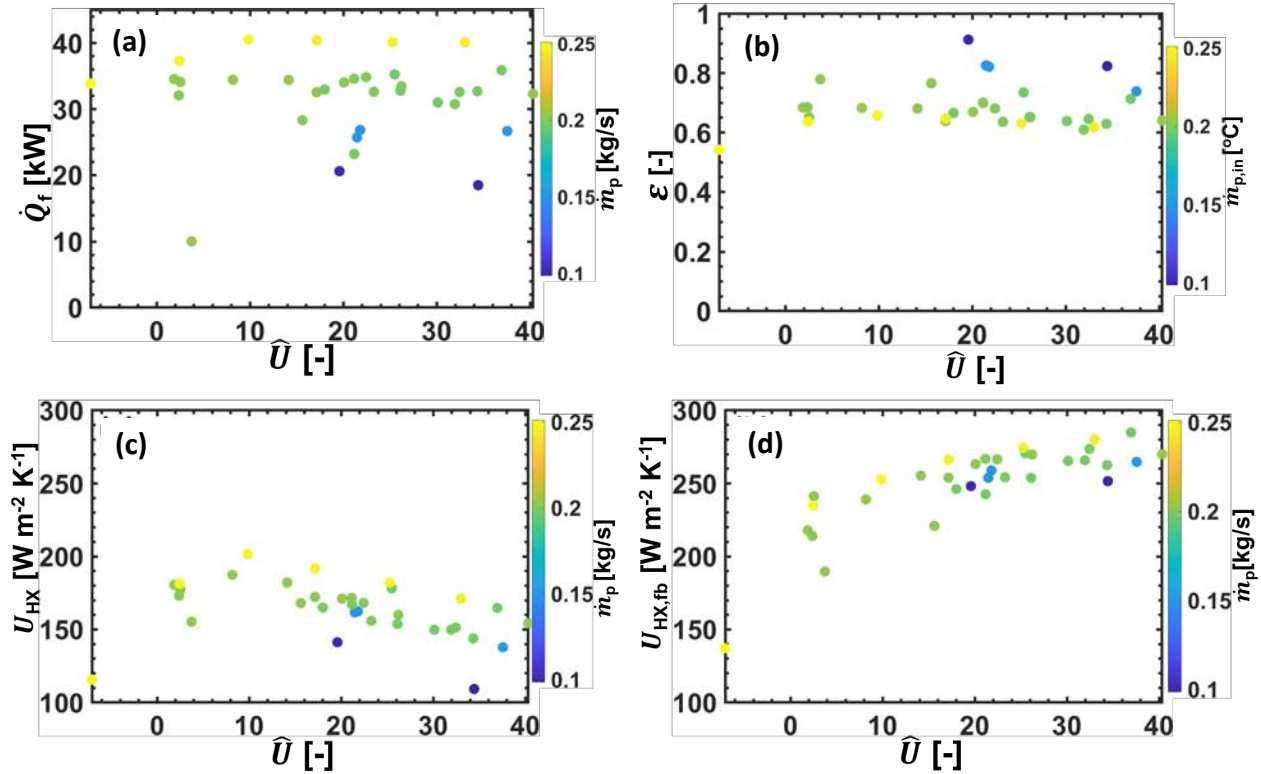 (a)
Q̇f [kW]
40
30
20
10
0
0 10 20 30 40
Û [-]
0.25
0.2
0.15
0.1
ṁp [kg/s]
(b)
ε [-]
1
0.8
0.6
0.4
0.2
0
0 10 20 30 40
Û [-]
0.25
0.2
0.15
0.1
ṁp,in [ºC]
(c)
UHX [W m-2 K-1]
300
250
200
150
100
0 10 20 30 40
Û [-]
0.25
0.2
0.15
0.1
ṁp [kg/s]
(d)
UHX,fb [W m-2 K-1]
300
250
200
150
100
0 10 20 30 40
Û [-]
0.25
0.2
0.15
0.1
ṁp [kg/s]